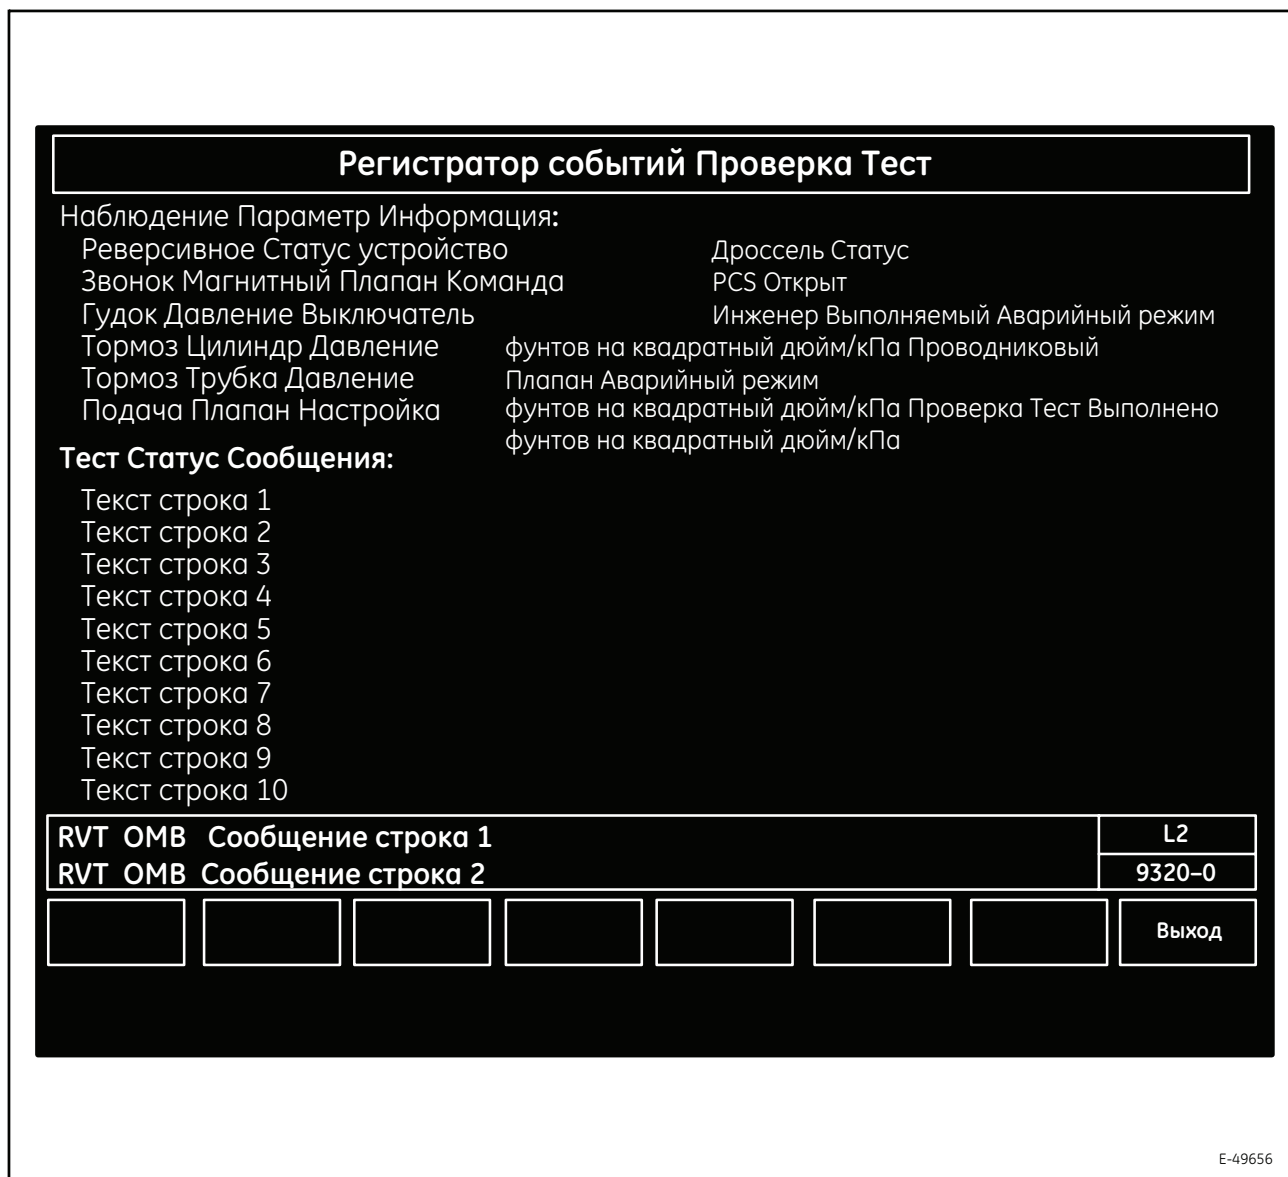 Регистратор событий Проверка Тест
Наблюдение Параметр Информация:
Реверсивное Статус устройство
Дроссель Статус
Звонок Магнитный Плапан Команда
PCS Открыт
Гудок Давление Выключатель
Инженер Выполняемый Аварийный режим
Тормоз Цилиндр Давление
фунтов на квадратный дюйм/кПа Проводниковый
Тормоз Трубка Давление
Плапан Аварийный режим
Подача Плапан Настройка
фунтов на квадратный дюйм/кПа Проверка Тест Выполнено
фунтов на квадратный дюйм/кПа
Тест Статус Сообщения:
Текст строка 1
Текст строка 2
Текст строка 3
Текст строка 4
Текст строка 5
Текст строка 6
Текст строка 7
Текст строка 8
Текст строка 9
Текст строка 10
RVT OMB Сообщение строка 1
L2
RVT OMB Сообщение строка 2
9320–0
Выход
E-49656